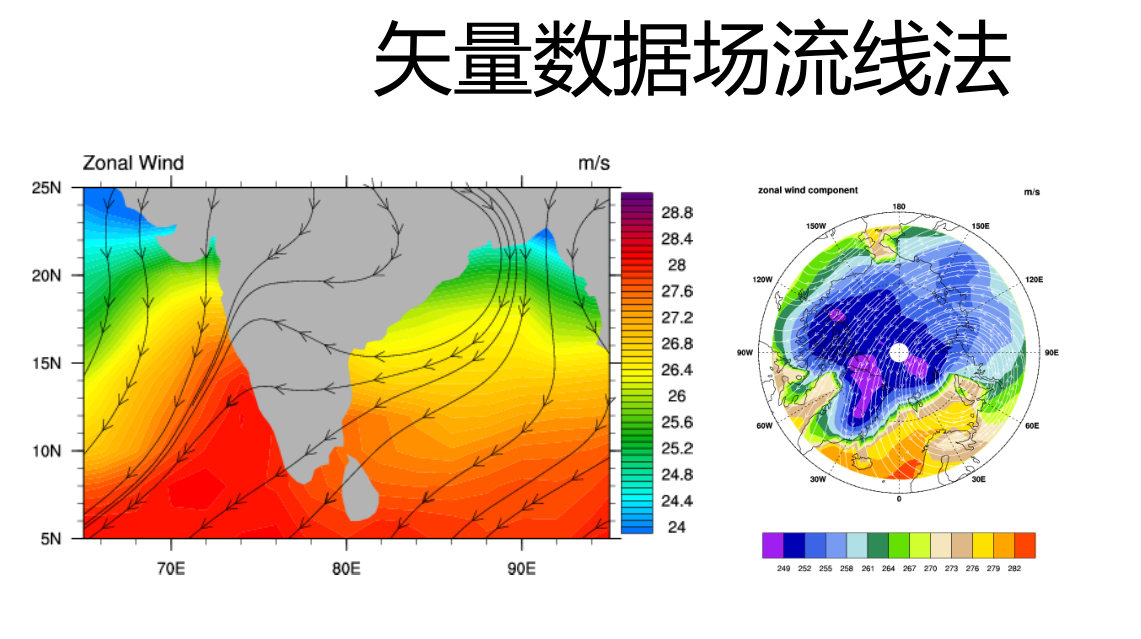 矢量数据场流线法
Zonal Wind
m/s
25N
20N
15N
10N
5N
70E
80E
90E
28.8
28.4
28
27.6
27.2
26.8
26.4
26
25.6
25.2
24.8
24.4
24
zonal wind component
m/s
180
150W
150E
120W
120E
90W
90E
60W
60E
30W
30E
0
249 252 255 258 261 264 267 270 273 276 279 282